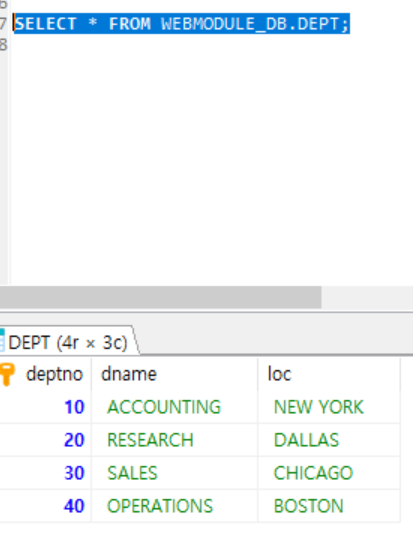 7 SELECT * FROM WEBMODULE_DB.DEPT;
8
DEPT (4r × 3c)
deptno dname loc
10 ACCOUNTING NEW YORK
20 RESEARCH DALLAS
30 SALES CHICAGO
40 OPERATIONS BOSTON